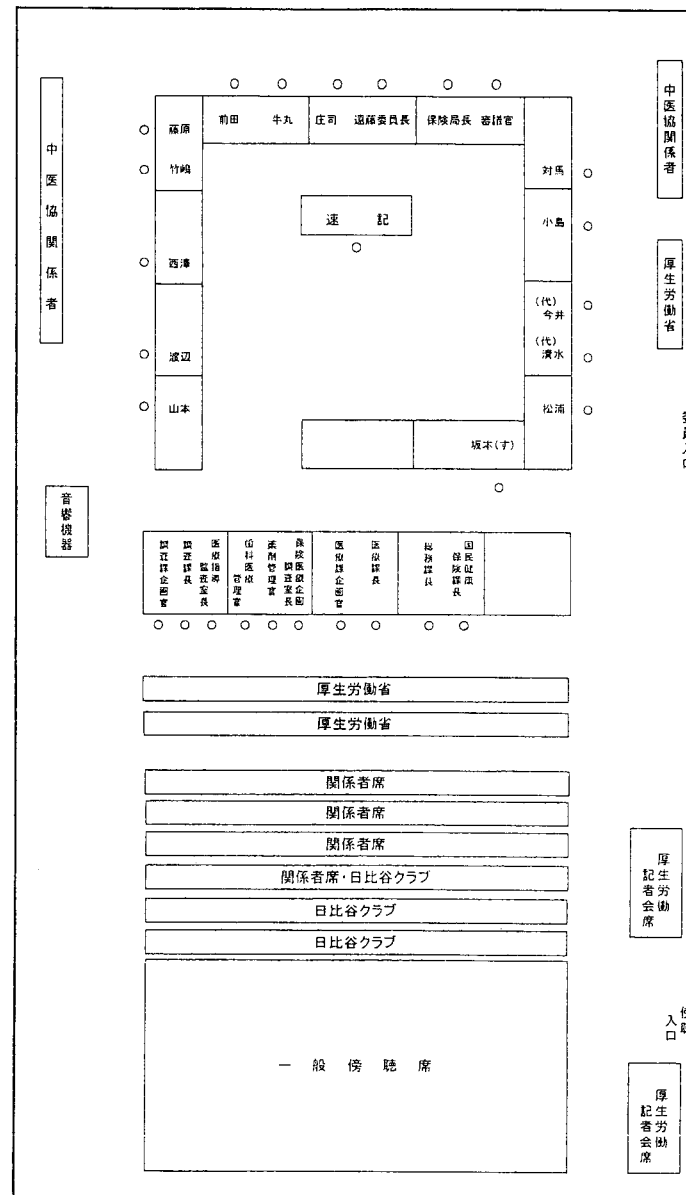 前田 牛丸 庄司 遠藤委員長 保険局長 審議官
藤原
竹嶋
西澤
渡辺
山本
対馬
小島
(代)
今井
(代)
清水
松浦
坂本(す)
速 記
中医協関係者
中医協関係者
厚生労働省
音響機器
調査課企画官
調査課長
医療指導
監査室長
歯科医療
管理官
薬剤管理官
保険医療企画
調査室長
医療課企画官
医療課長
総務課長
国民健康
保険課長
厚生労働省
厚生労働省
関係者席
関係者席
関係者席
関係者席・日比谷クラブ
日比谷クラブ
日比谷クラブ
一 般 傍 聴 席
厚生労働
記者会席
入口
厚生労働
記者会席